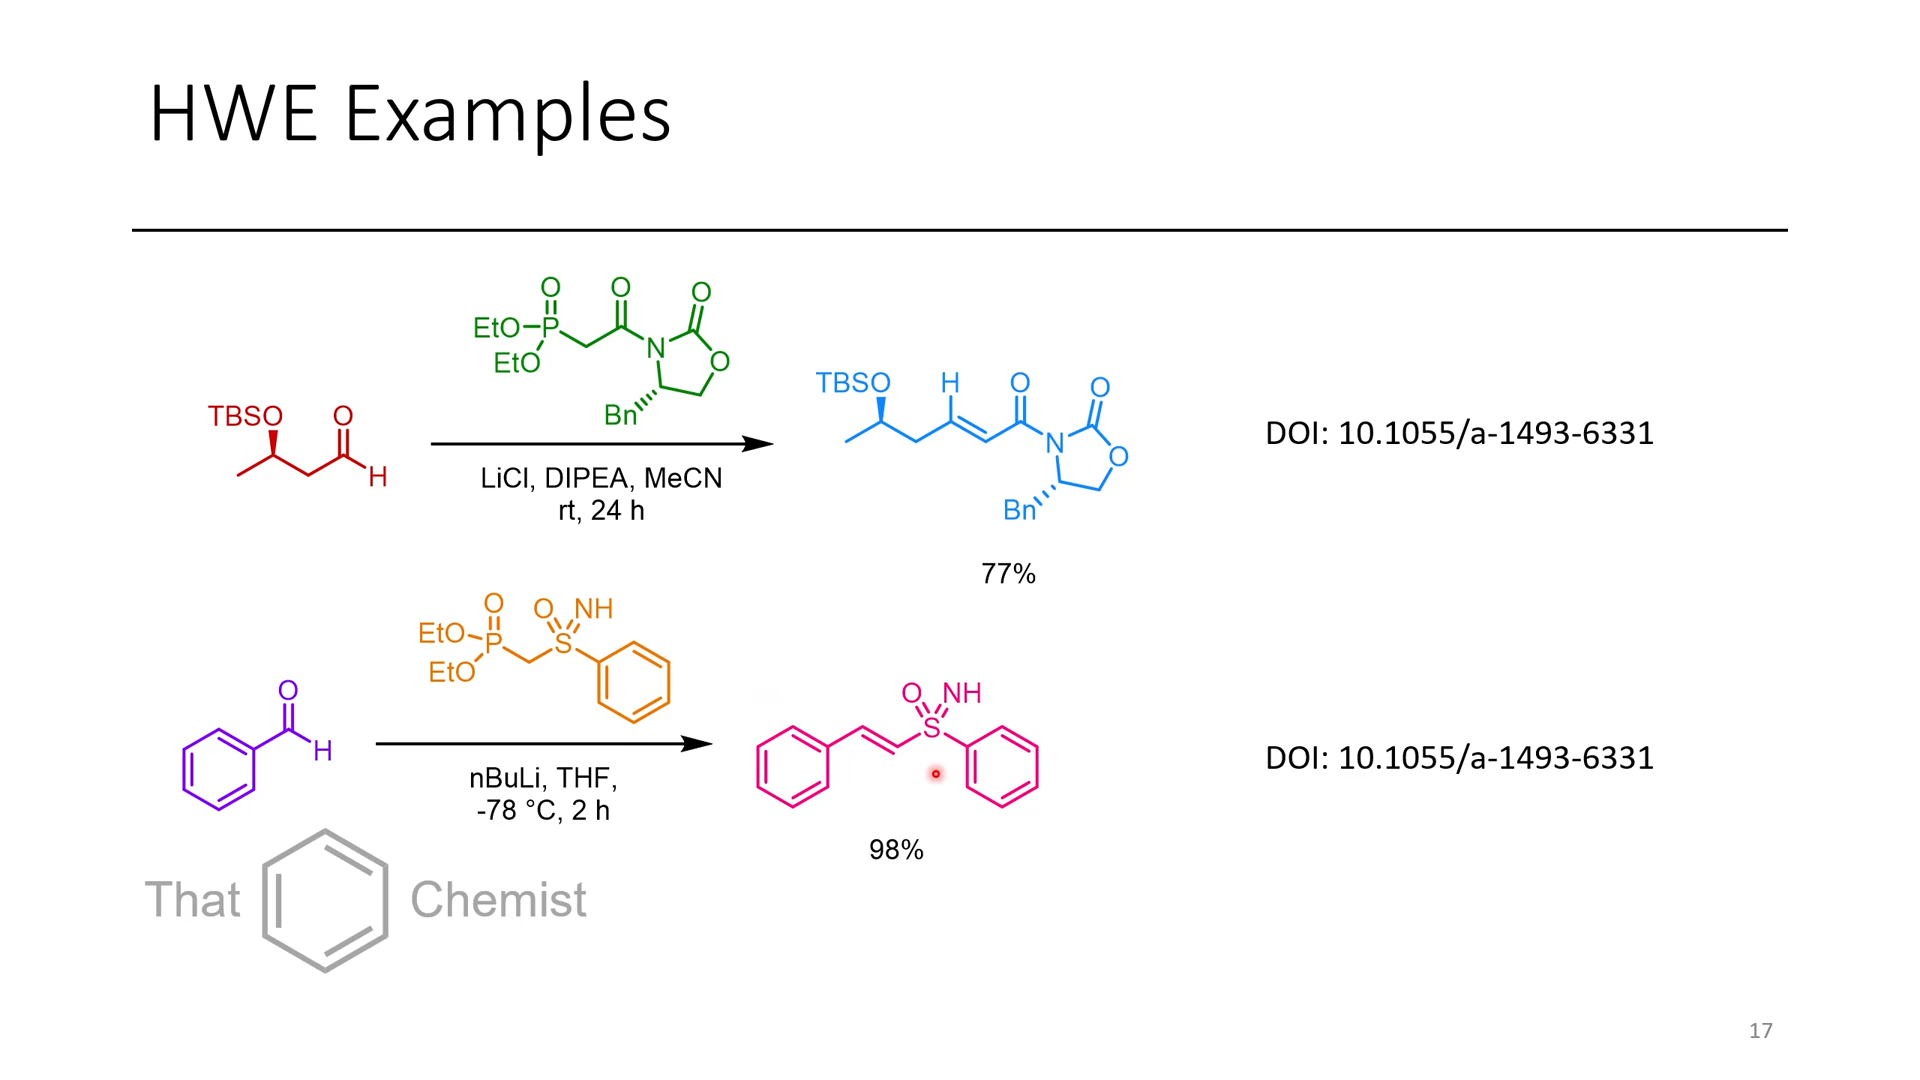 HWE Examples
O O O
EtO P N O
EtO
Bn
TBSO O
H
LiCl, DIPEA, MeCN
rt, 24 h
TBSO H O O
N O
Bn
77%
DOI: 10.1055/a-1493-6331
O O NH
EtO P S
EtO
O
H
nBuLi, THF,
-78 °C, 2 h
O NH
S
98%
DOI: 10.1055/a-1493-6331
That Chemist
17